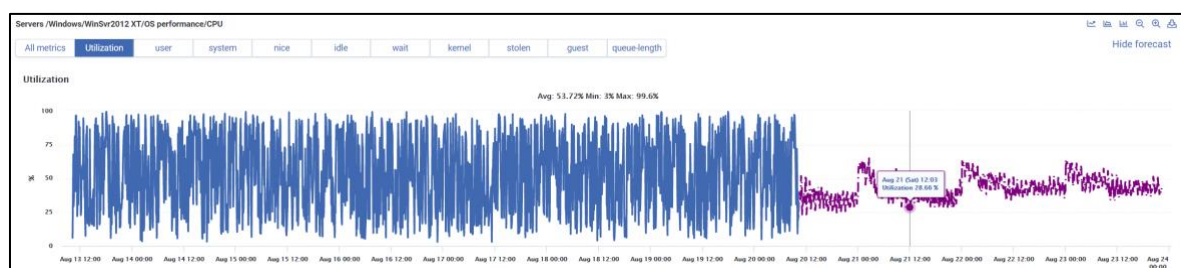 Servers /Windows/WinSvr2012 XT/OS performance/CPU
All metrics Utilization user system nice idle wait kernel stolen guest queue-length Hide forecast
Utilization
Avg: 53.72% Min: 3% Max: 99.6%
100
75
50
25
0
%
Aug 21 (Sat) 12:03
Utilization 28.66 %
Aug 13 12:00 Aug 14 00:00 Aug 14 12:00 Aug 15 00:00 Aug 15 12:00 Aug 16 00:00 Aug 16 12:00 Aug 17 00:00 Aug 17 12:00 Aug 18 00:00 Aug 18 12:00 Aug 19 00:00 Aug 19 12:00 Aug 20 00:00 Aug 20 12:00 Aug 21 00:00 Aug 21 12:00 Aug 22 00:00 Aug 22 12:00 Aug 23 00:00 Aug 23 12:00 Aug 24
00:00